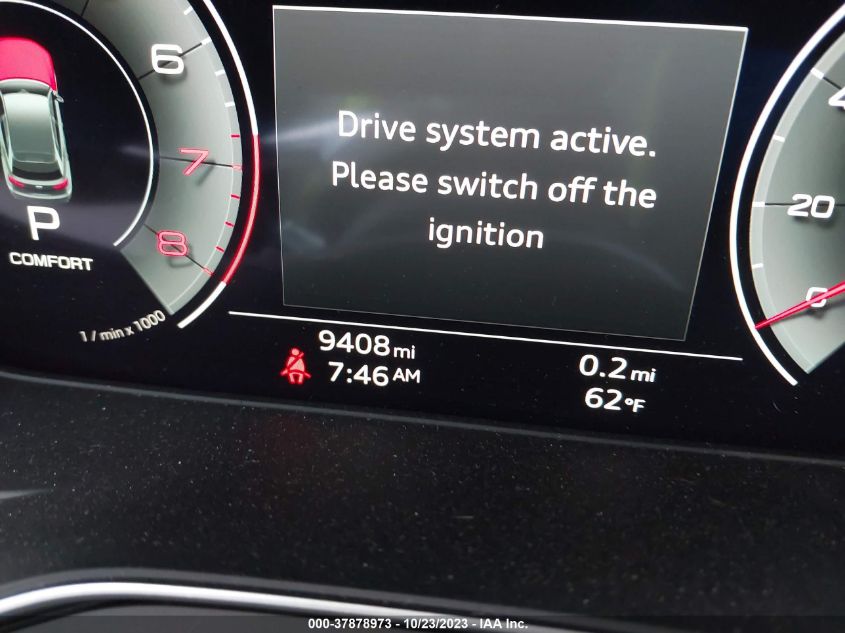 Drive system active.
Please switch off the
ignition
6
7
8
P
COMFORT
1 / min x 1000
4
20
0
9408 mi
7:46 AM
0.2 mi
62°F
000-37878973 - 10/23/2023 - IAA Inc.